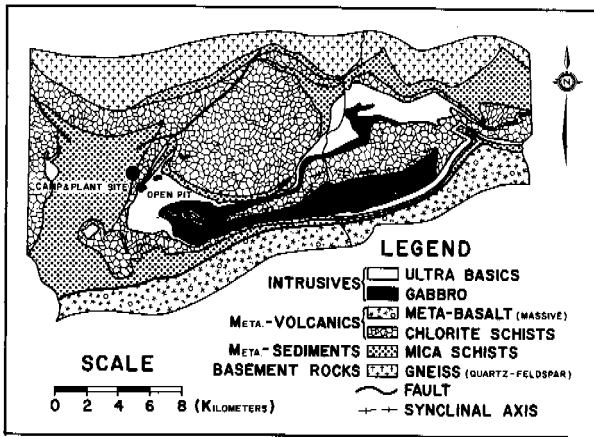 N
CAMP & PLANT SITE
OPEN PIT
LEGEND
INTRUSIVES
ULTRA BASICS
GABBRO
META.-VOLCANICS
META-BASALT (MASSIVE)
CHLORITE SCHISTS
META.-SEDIMENTS MICA SCHISTS
BASEMENT ROCKS GNEISS (QUARTZ-FELDSPAR)
FAULT
SYNCLINAL AXIS
SCALE
0 2 4 6 8 (KILOMETERS)